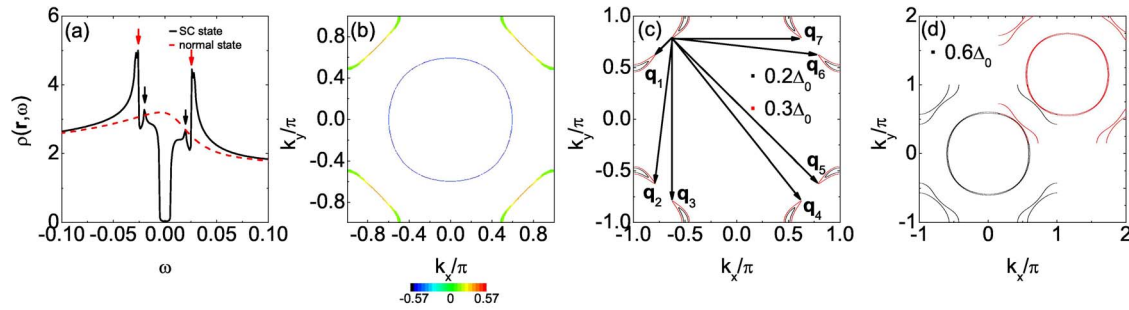 (a)
SC state
normal state
ρ(r,ω)
6
4
2
0
-0.10 -0.05 0.00 0.05 0.10
ω
(b)
k_y/π
0.8
0.4
0.0
-0.4
-0.8
-0.8 -0.4 0.0 0.4 0.8
k_x/π
-0.57 0 0.57
(c)
k_y/π
1.0
0.5
0.0
-0.5
-1.0
q_7
q_6
q_1
0.2Δ_0
0.3Δ_0
q_5
q_2
q_3
q_4
-1.0 -0.5 0.0 0.5 1.0
k_x/π
(d)
k_y/π
2
1
0
-1
0.6Δ_0
-1 0 1 2
k_x/π